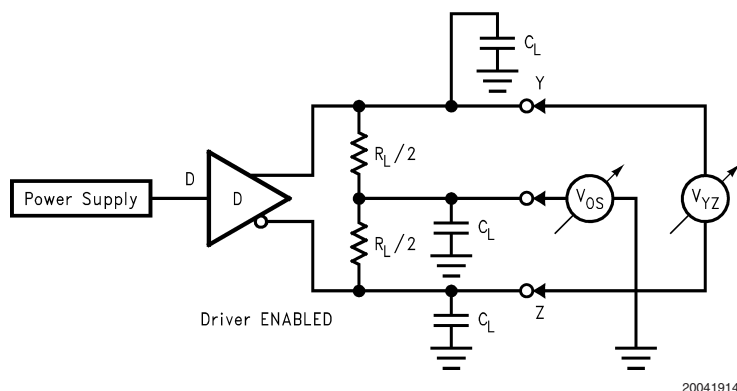 C_L
Y
D
R_L/2
Power Supply
D
V_OS
V_YZ
C_L
R_L/2
Driver ENABLED
C_L
Z
20041914